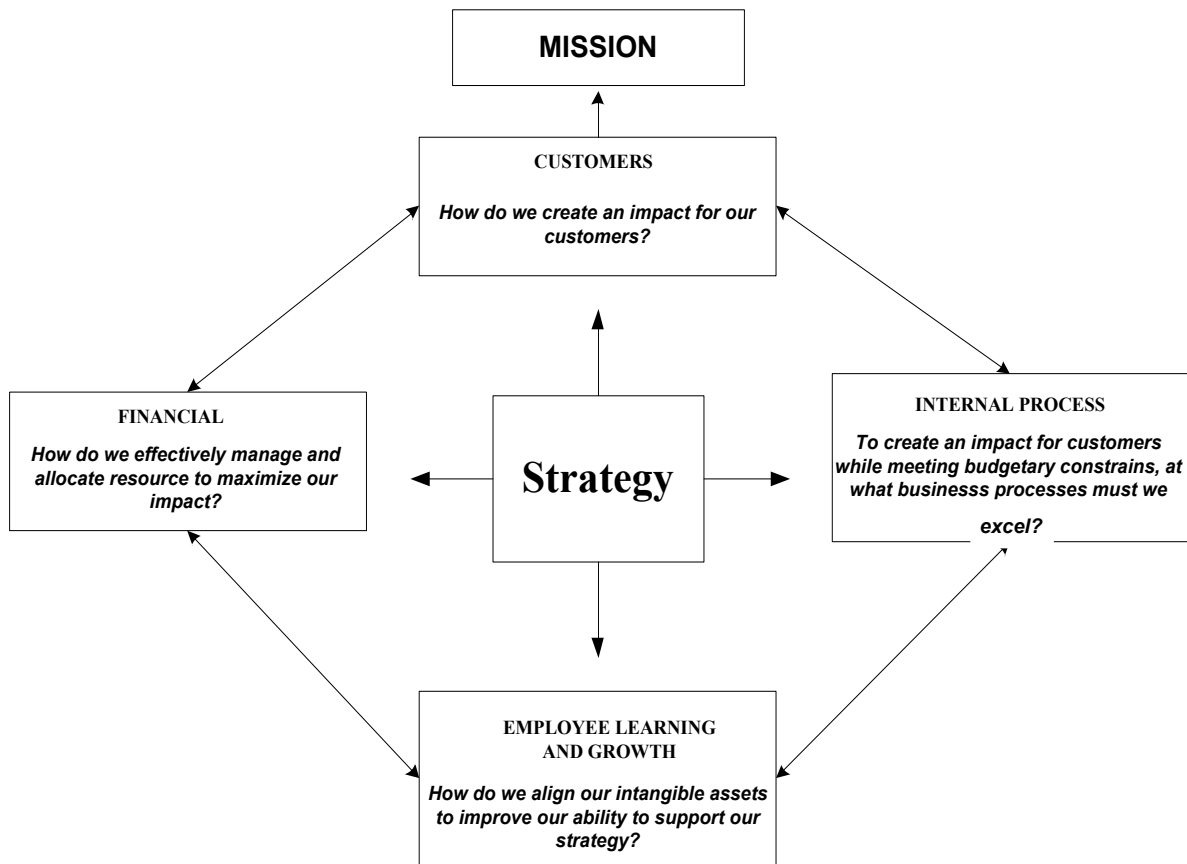 MISSION
CUSTOMERS
How do we create an impact for our
customers?
FINANCIAL
How do we effectively manage and
allocate resource to maximize our
impact?
Strategy
INTERNAL PROCESS
To create an impact for customers
while meeting budgetary constrains, at
what businesss processes must we
excel?
EMPLOYEE LEARNING
AND GROWTH
How do we align our intangible assets
to improve our ability to support our
strategy?